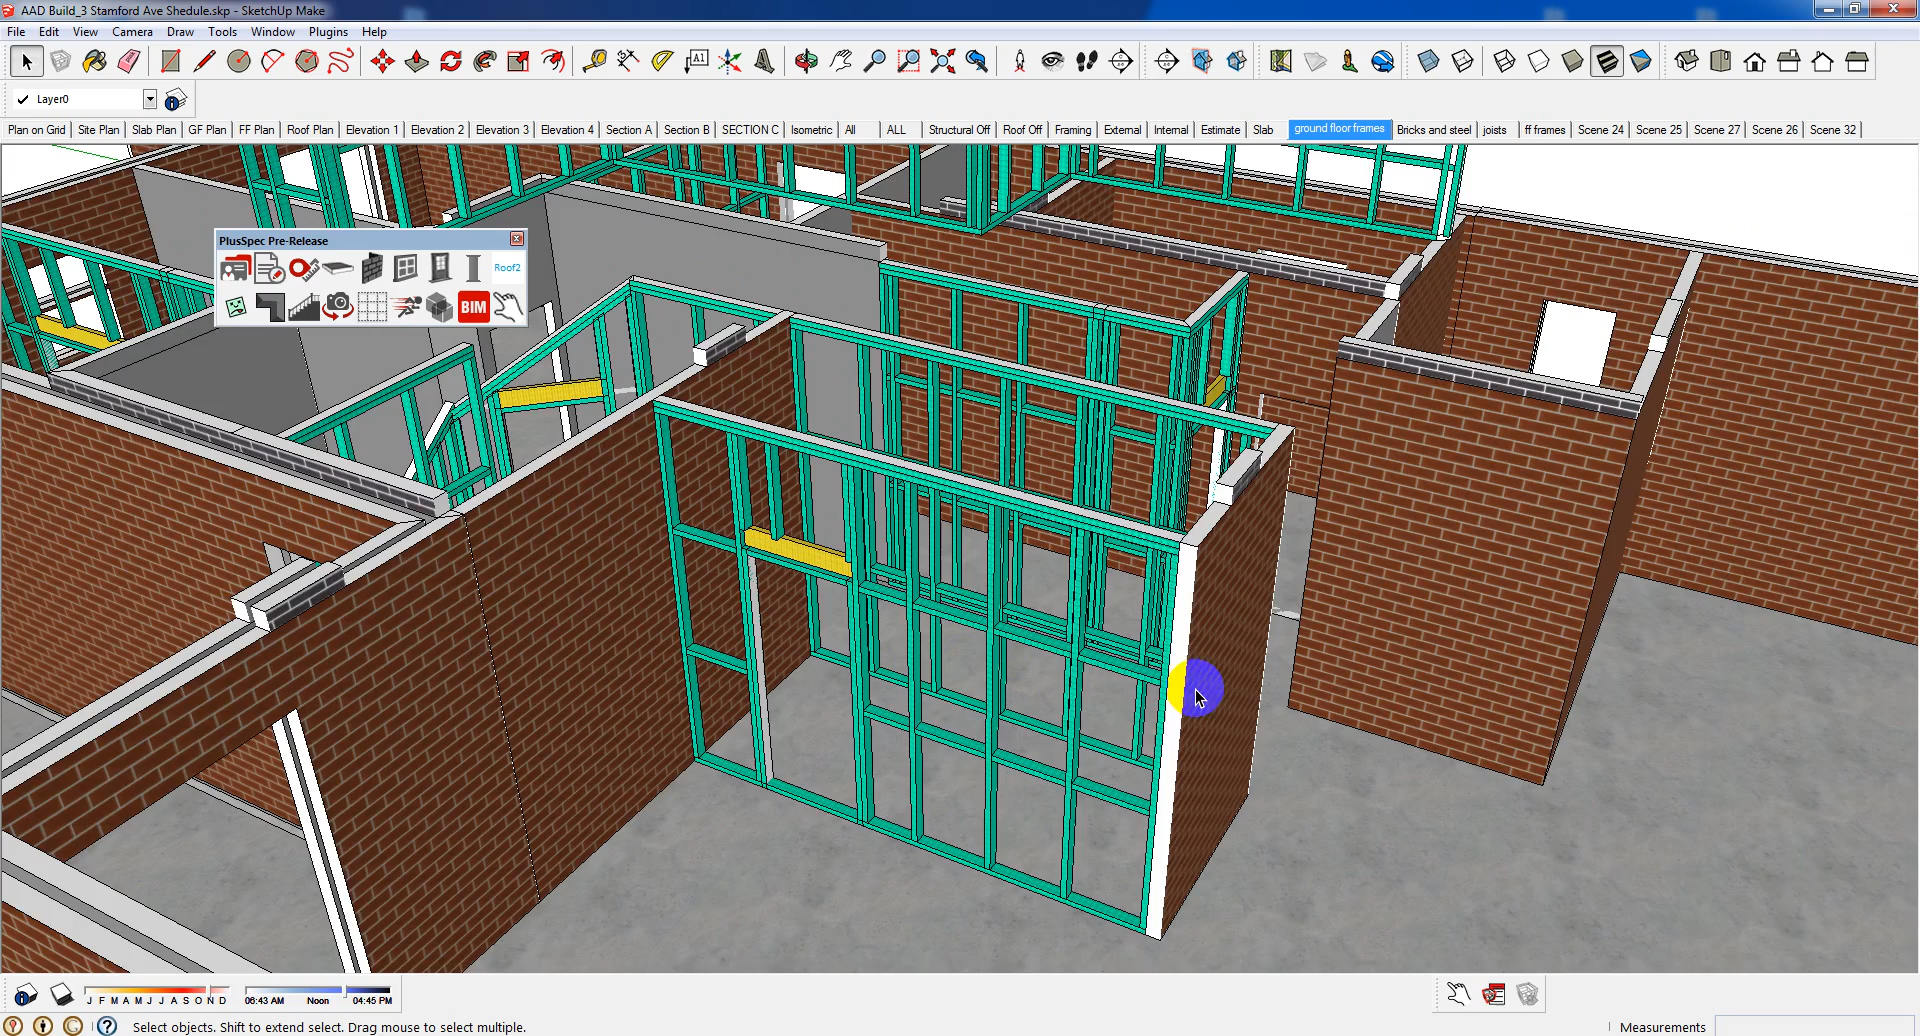 AAD Build_3 Stamford Ave Shedule.skp - SketchUp Make
File Edit View Camera Draw Tools Window Plugins Help
A1
Layer0
Plan on Grid Site Plan Slab Plan GF Plan FF Plan Roof Plan Elevation 1 Elevation 2 Elevation 3 Elevation 4 Section A Section B SECTION C Isometric All ALL Structural Off Roof Off Framing External Internal Estimate Slab ground floor frames Bricks and steel joists ff frames Scene 24 Scene 25 Scene 27 Scene 26 Scene 32
PlusSpec Pre-Release
Roof2
BIM
J F M A M J J A S O N D 06:43 AM Noon 04:45 PM
Select objects. Shift to extend select. Drag mouse to select multiple. Measurements